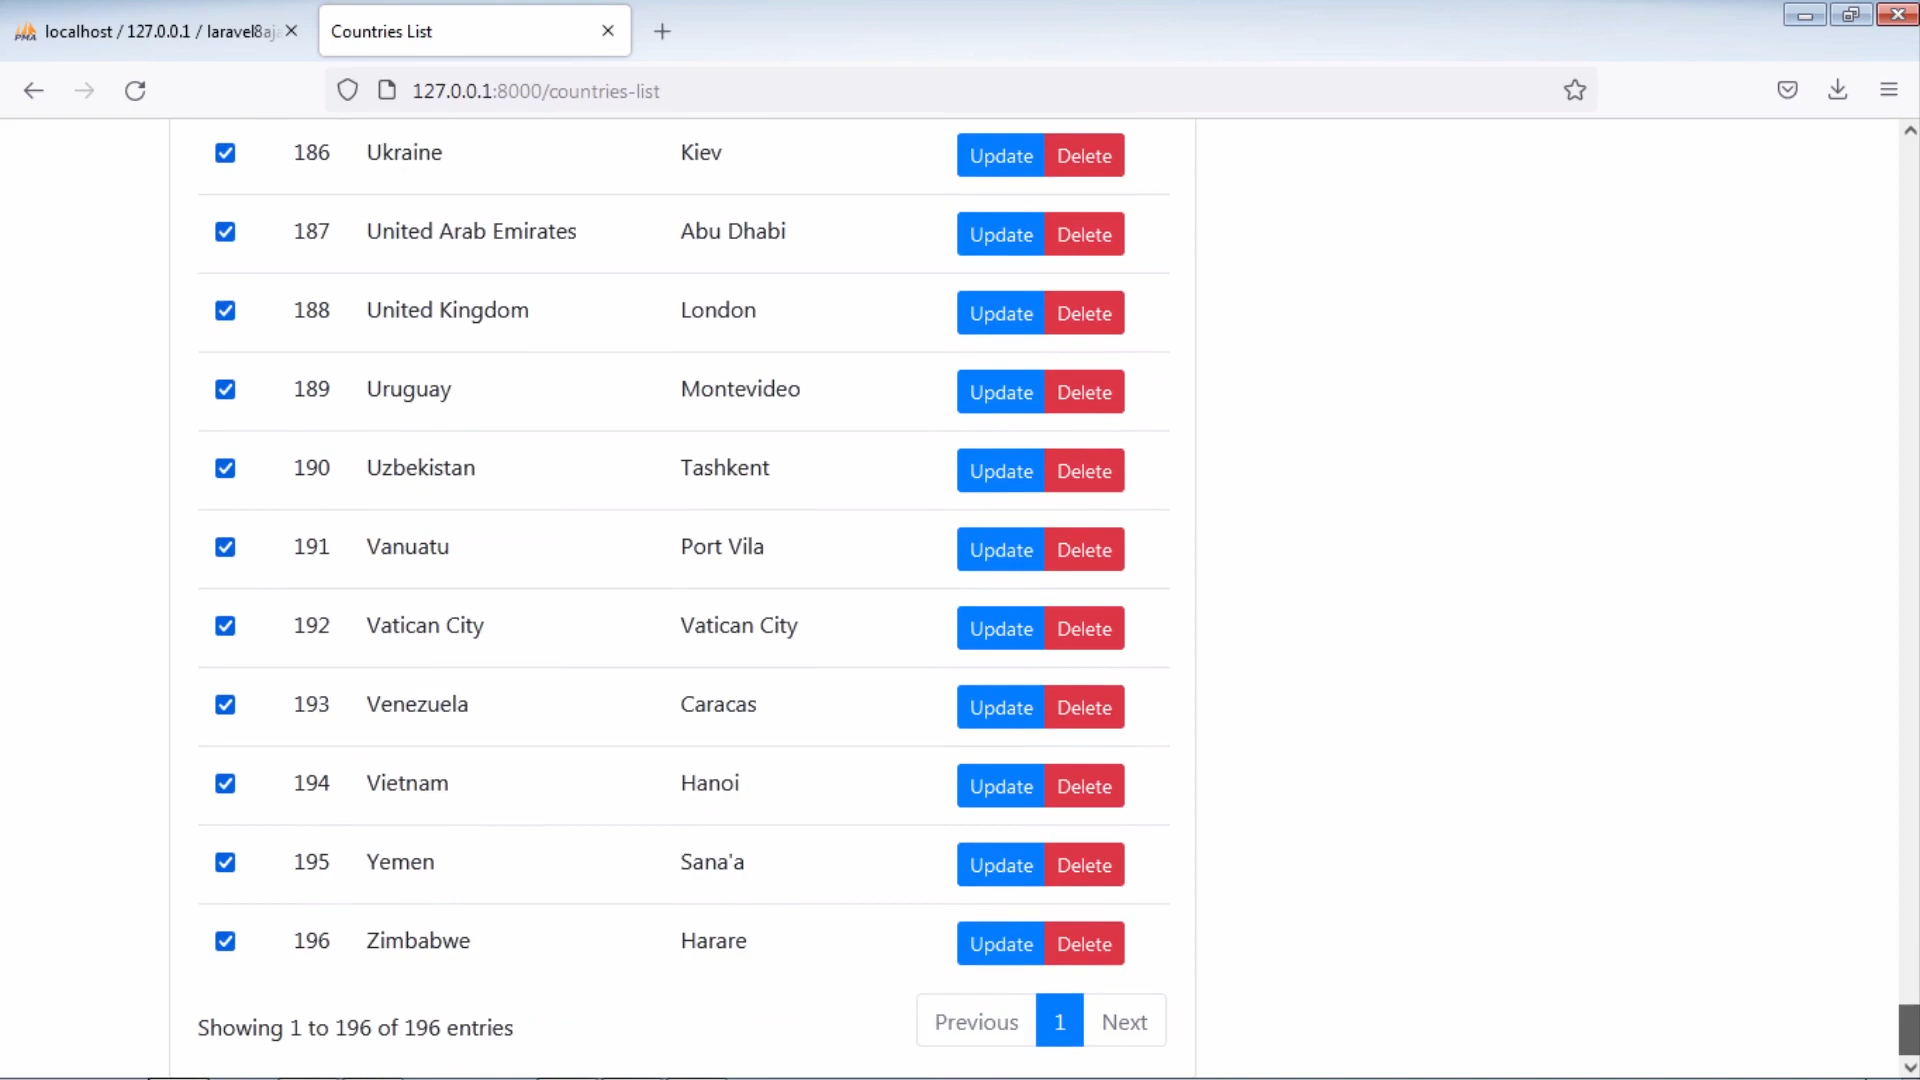 PMA localhost / 127.0.0.1 / laravel8aj
Countries List
127.0.0.1:8000/countries-list
186 Ukraine Kiev Update Delete
187 United Arab Emirates Abu Dhabi Update Delete
188 United Kingdom London Update Delete
189 Uruguay Montevideo Update Delete
190 Uzbekistan Tashkent Update Delete
191 Vanuatu Port Vila Update Delete
192 Vatican City Vatican City Update Delete
193 Venezuela Caracas Update Delete
194 Vietnam Hanoi Update Delete
195 Yemen Sana'a Update Delete
196 Zimbabwe Harare Update Delete
Showing 1 to 196 of 196 entries Previous 1 Next